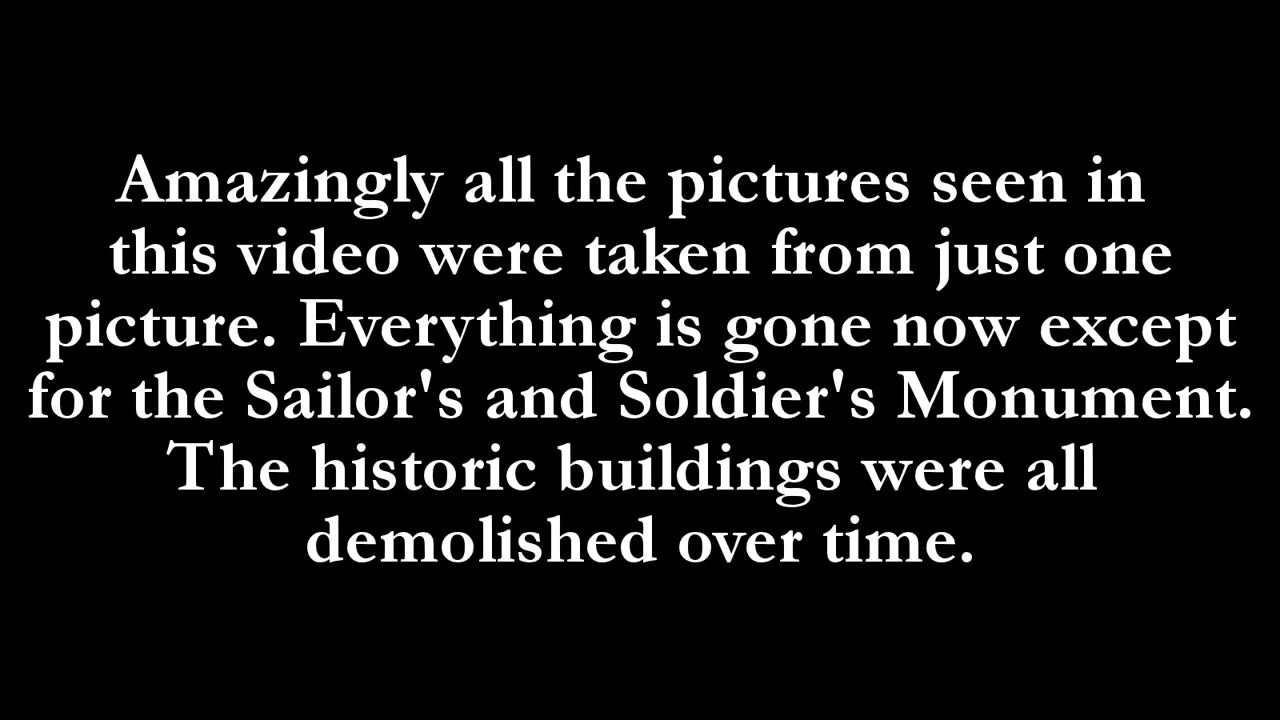 Amazingly all the pictures seen in
this video were taken from just one
picture. Everything is gone now except
for the Sailor's and Soldier's Monument.
The historic buildings were all
demolished over time.